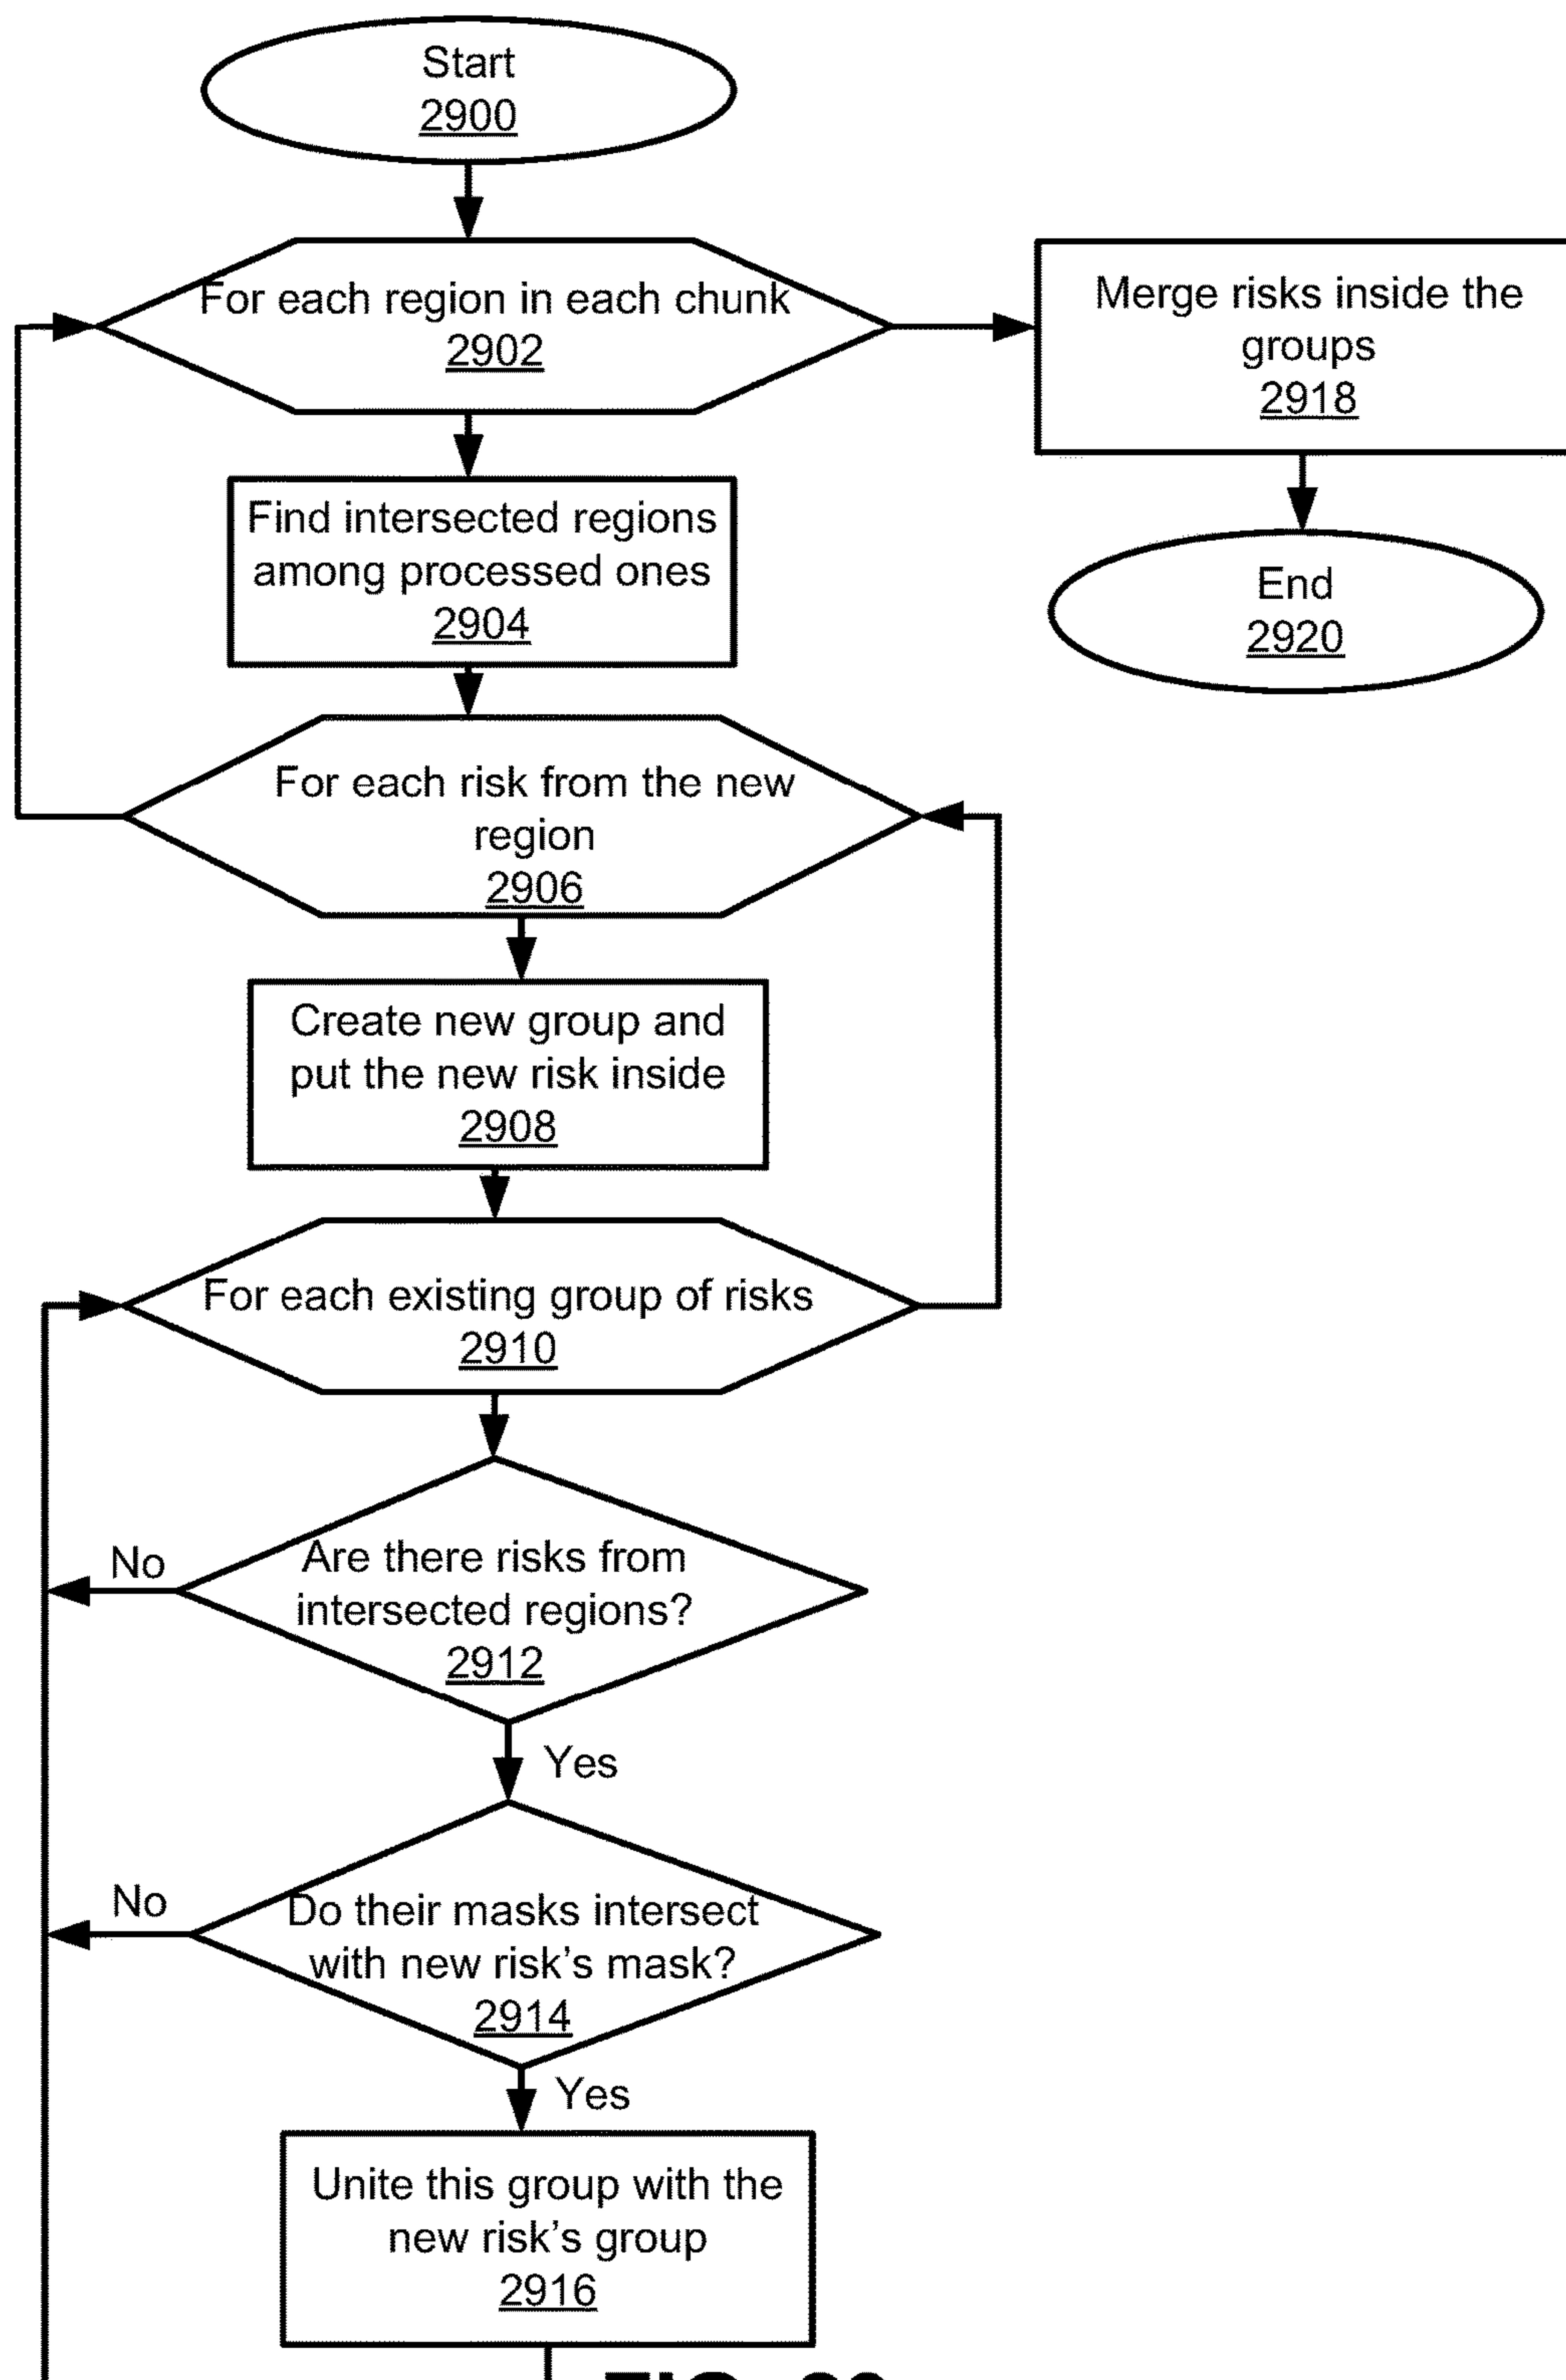 Start
2900
For each region in each chunk
2902
Merge risks inside the
groups
2918
Find intersected regions
among processed ones
2904
End
2920
For each risk from the new
region
2906
Create new group and
put the new risk inside
2908
For each existing group of risks
2910
No
Are there risks from
intersected regions?
2912
Yes
No
Do their masks intersect
with new risk's mask?
2914
Yes
Unite this group with the
new risk's group
2916